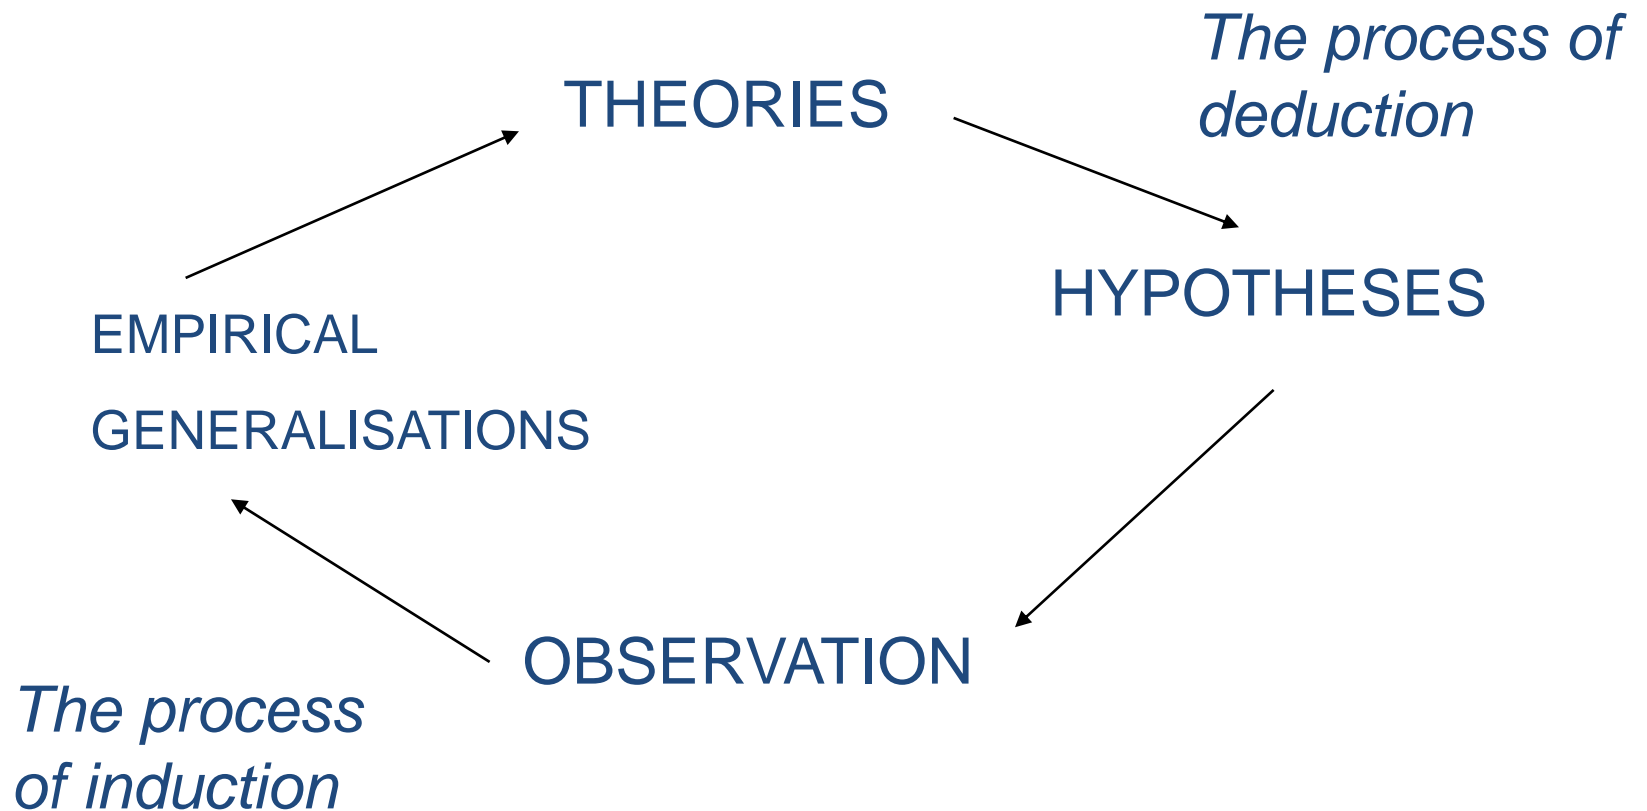 The process of
deduction
THEORIES
HYPOTHESES
EMPIRICAL
GENERALISATIONS
OBSERVATION
The process
of induction